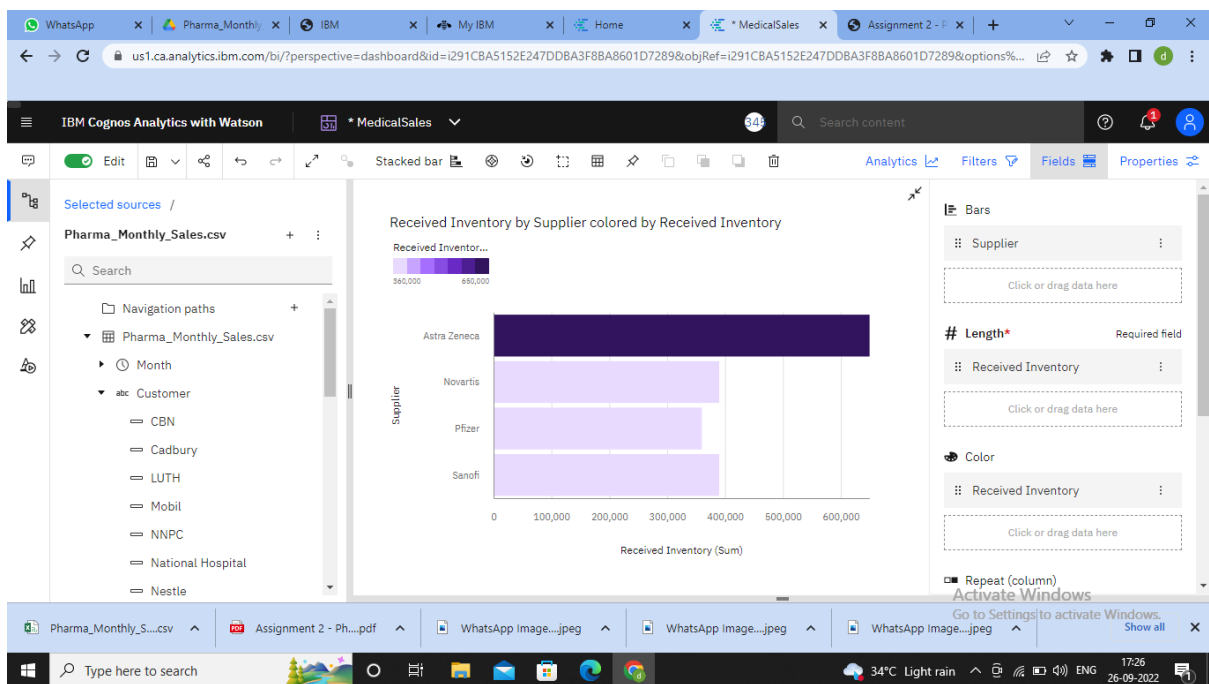 WhatsApp
Pharma_Monthly
IBM
My IBM
Home
* MedicalSales
Assignment 2 - P
us1.ca.analytics.ibm.com/bi/?perspective=dashboard&id=i291CBA5152E247DDBA3F8BA8601D7289&objRef=i291CBA5152E247DDBA3F8BA8601D7289&options%...
d
IBM Cognos Analytics with Watson
* MedicalSales
345
Search content
1
Edit
Stacked bar
Analytics
Filters
Fields
Properties
Selected sources /
Pharma_Monthly_Sales.csv
Search
Navigation paths
Pharma_Monthly_Sales.csv
Month
abc Customer
CBN
Cadbury
LUTH
Mobil
NNPC
National Hospital
Nestle
Received Inventory by Supplier colored by Received Inventory
Received Inventor...
360,000 650,000
Supplier
Astra Zeneca
Novartis
Pfizer
Sanofi
0 100,000 200,000 300,000 400,000 500,000 600,000
Received Inventory (Sum)
Bars
Supplier
Click or drag data here
# Length* Required field
Received Inventory
Click or drag data here
Color
Received Inventory
Click or drag data here
Repeat (column)
Activate Windows
Go to Settings to activate Windows.
Pharma_Monthly_S....csv
Assignment 2 - Ph....pdf
WhatsApp Image....jpeg
WhatsApp Image....jpeg
WhatsApp Image....jpeg
Show all
Type here to search
34°C Light rain
ENG
17:26
26-09-2022
1